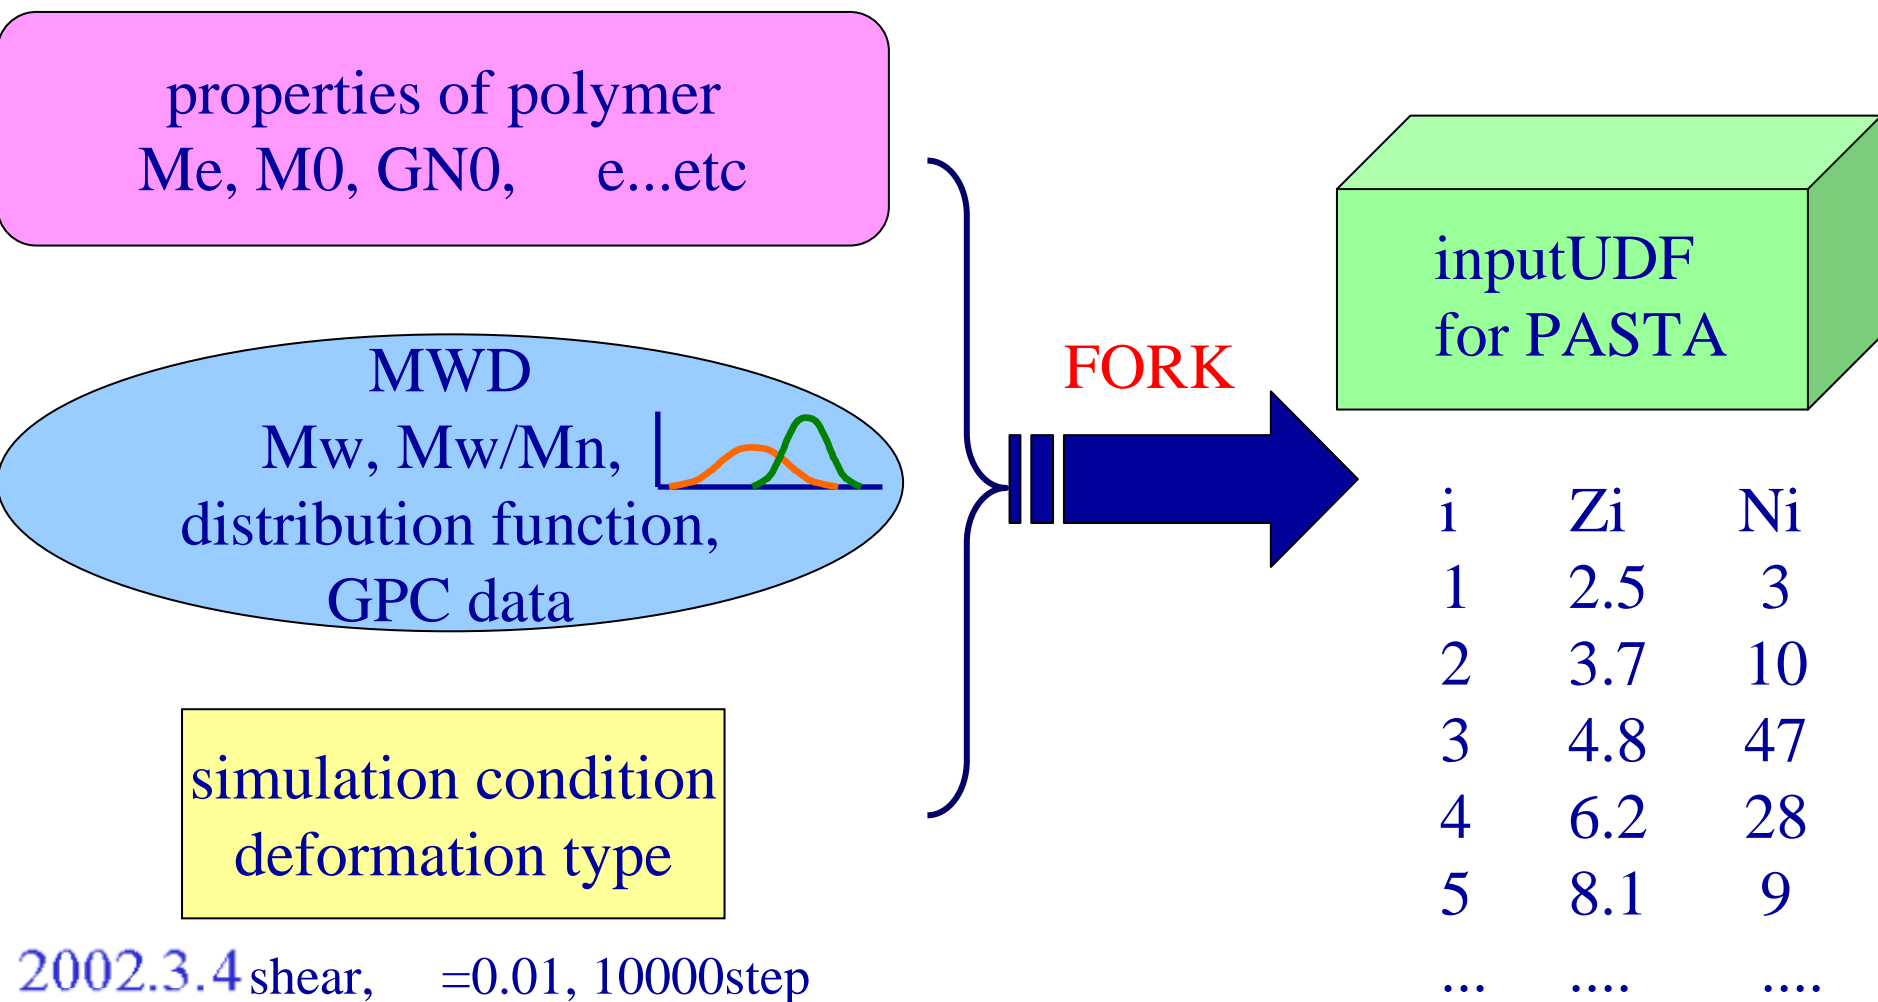 properties of polymer
Me, M0, GN0, e...etc
MWD
Mw, Mw/Mn,
distribution function,
GPC data
simulation condition
deformation type
2002.3.4 shear, =0.01, 10000step
FORK
inputUDF
for PASTA
i Zi Ni
1 2.5 3
2 3.7 10
3 4.8 47
4 6.2 28
5 8.1 9
... .... ....